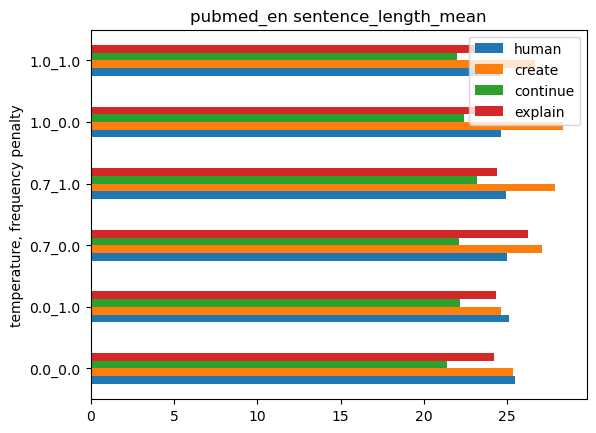 pubmed_en sentence_length_mean
human
create
continue
explain
temperature, frequency penalty
1.0_1.0
1.0_0.0
0.7_1.0
0.7_0.0
0.0_1.0
0.0_0.0
0 5 10 15 20 25